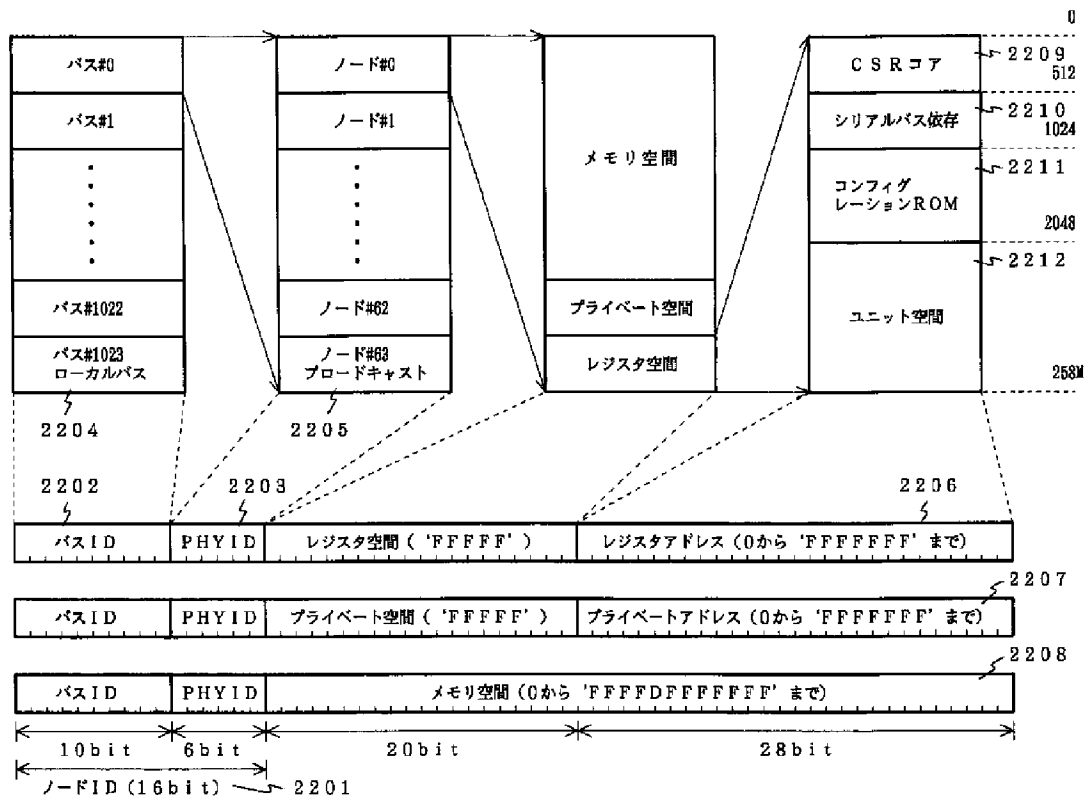 0
バス#0
バス#1
バス#1022
バス#1023
ローカルバス
2204
ノード#0
ノード#1
ノード#62
ノード#63
ブロードキャスト
2205
メモリ空間
プライベート空間
レジスタ空間
CSRコア
シリアルバス依存
コンフィグ
レーションROM
ユニット空間
2209
512
2210
1024
2211
2048
2212
258M
2202
2203
2206
バスID
PHYID
レジスタ空間（'FFFFF'）
レジスタアドレス（0から'FFFFFFF'まで）
2207
バスID
PHYID
プライベート空間（'FFFFF'）
プライベートアドレス（0から'FFFFFFF'まで）
2208
バスID
PHYID
メモリ空間（0から'FFFFDFFFFFFF'まで）
10bit
6bit
20bit
28bit
ノードID(16bit)
2201